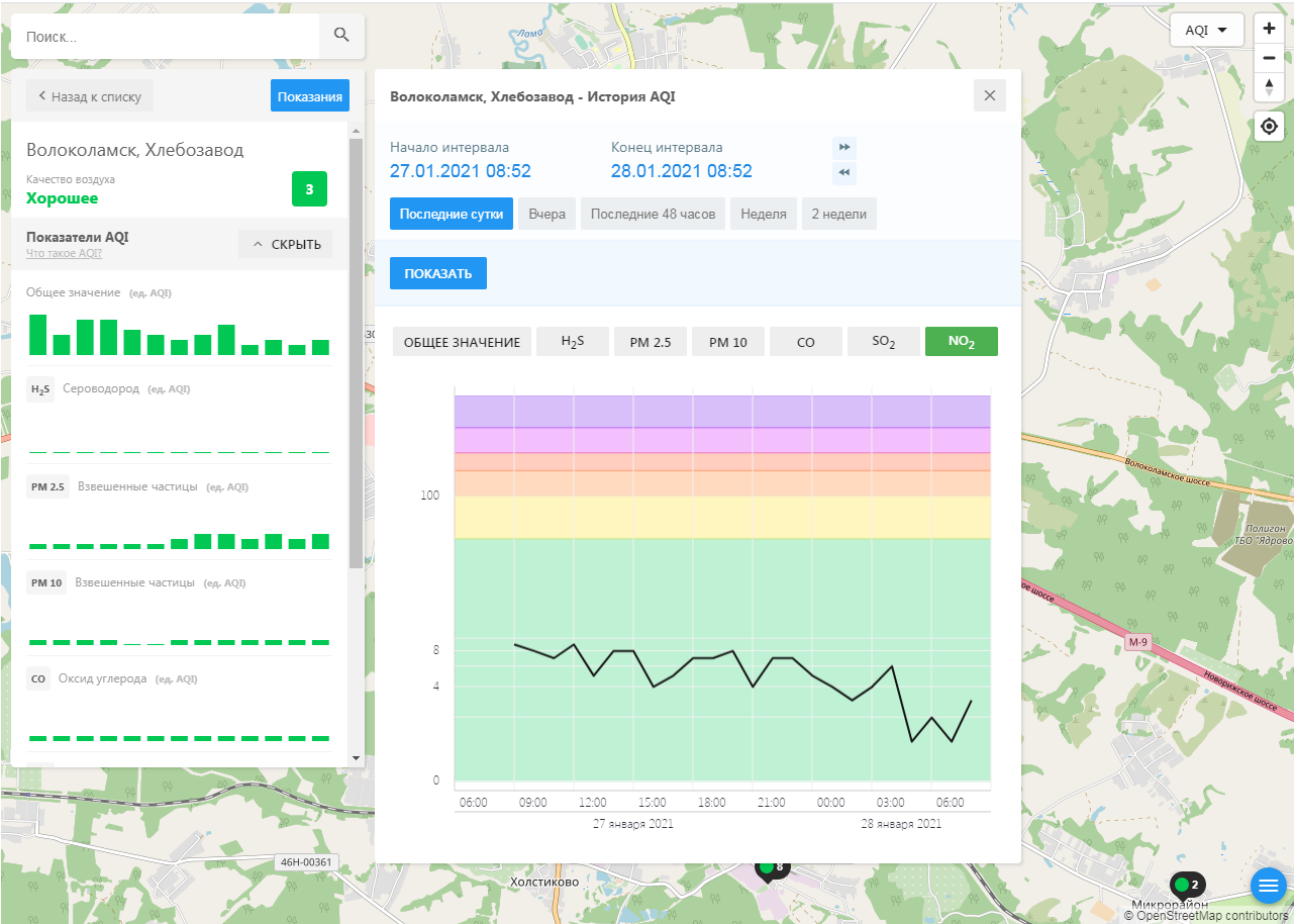 Поиск...
AQI
Назад к списку
Показания
Волоколамск, Хлебозавод
Качество воздуха
Хорошее
3
Показатели AQI
Что такое AQI?
СКРЫТЬ
Общее значение (ед. AQI)
H2S Сероводород (ед. AQI)
PM 2.5 Взвешенные частицы (ед. AQI)
PM 10 Взвешенные частицы (ед. AQI)
CO Оксид углерода (ед. AQI)
Волоколамск, Хлебозавод - История AQI
Начало интервала
27.01.2021 08:52
Конец интервала
28.01.2021 08:52
Последние сутки
Вчера
Последние 48 часов
Неделя
2 недели
ПОКАЗАТЬ
ОБЩЕЕ ЗНАЧЕНИЕ
H2S
PM 2.5
PM 10
CO
SO2
NO2
100
8
4
0
06:00 09:00 12:00 15:00 18:00 21:00 00:00 03:00 06:00
27 января 2021
28 января 2021
Лама
Волоколамское шоссе
Полигон
ТБО "Ядрово
ое шоссе
М-9
Новорижское шоссе
46Н-00361
Холстиково
8
2
Микрорайон
© OpenStreetMap contributors